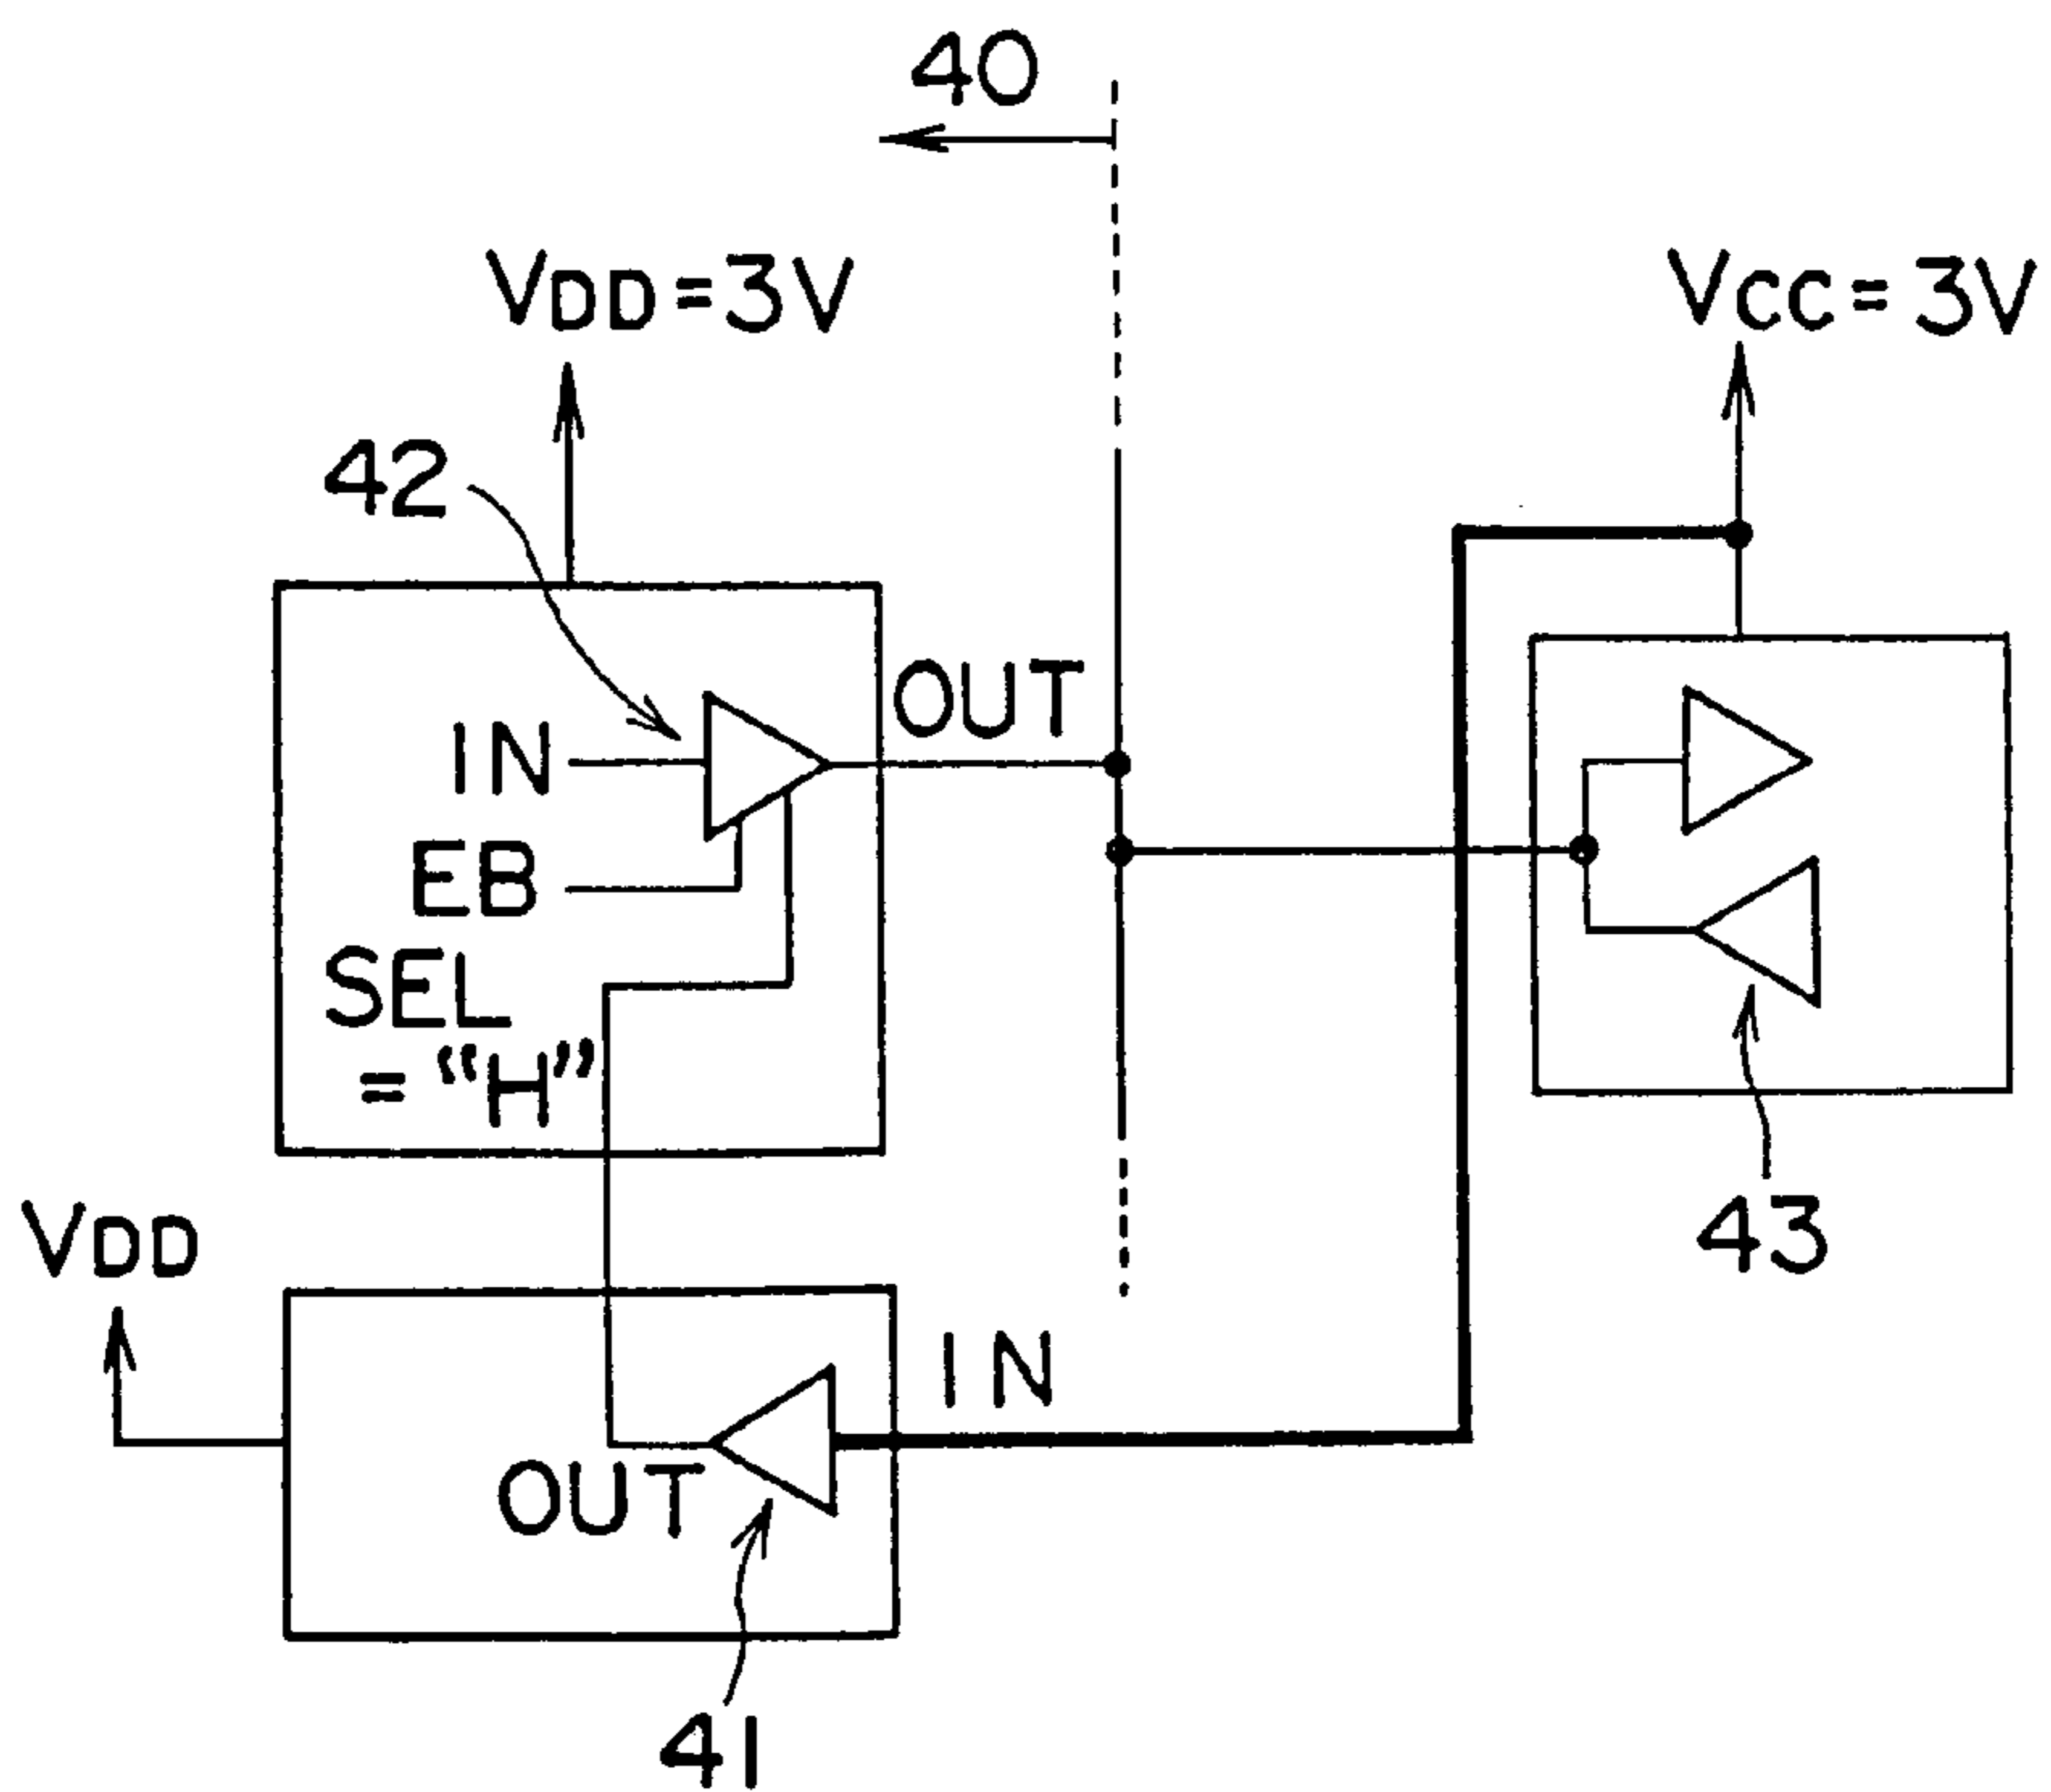 40
VDD=3V
VCC=3V
42
OUT
IN
EB
SEL
="H"
43
VDD
IN
OUT
41